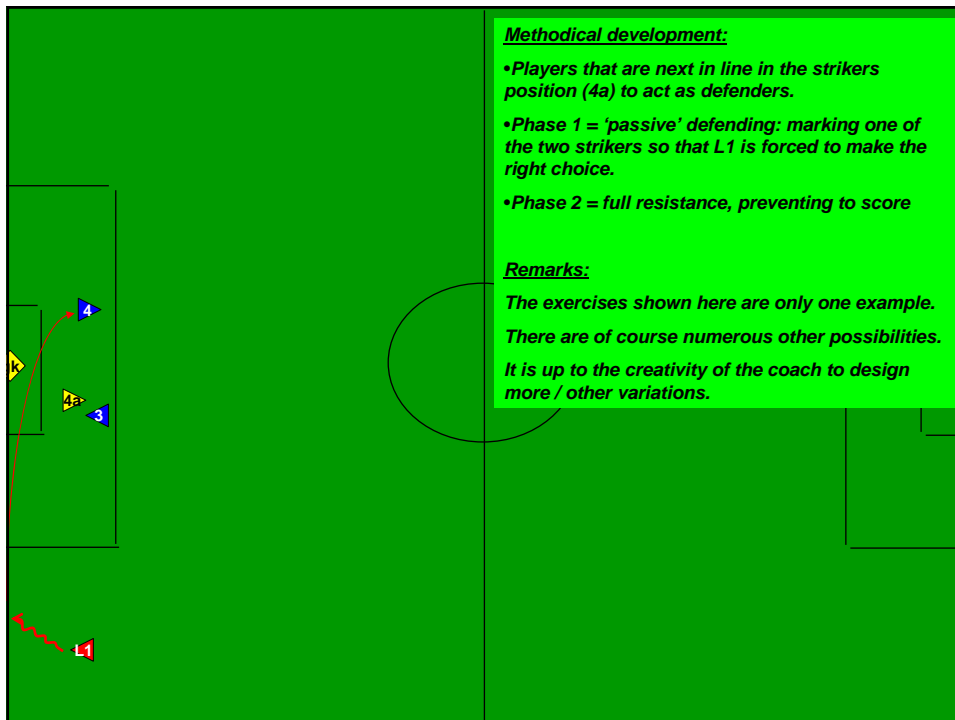 Methodical development:
•Players that are next in line in the strikers
position (4a) to act as defenders.
•Phase 1 = ‘passive’ defending: marking one of
the two strikers so that L1 is forced to make the
right choice.
•Phase 2 = full resistance, preventing to score
Remarks:
The exercises shown here are only one example.
There are of course numerous other possibilities.
It is up to the creativity of the coach to design
more / other variations.
4
k
4a
3
L1